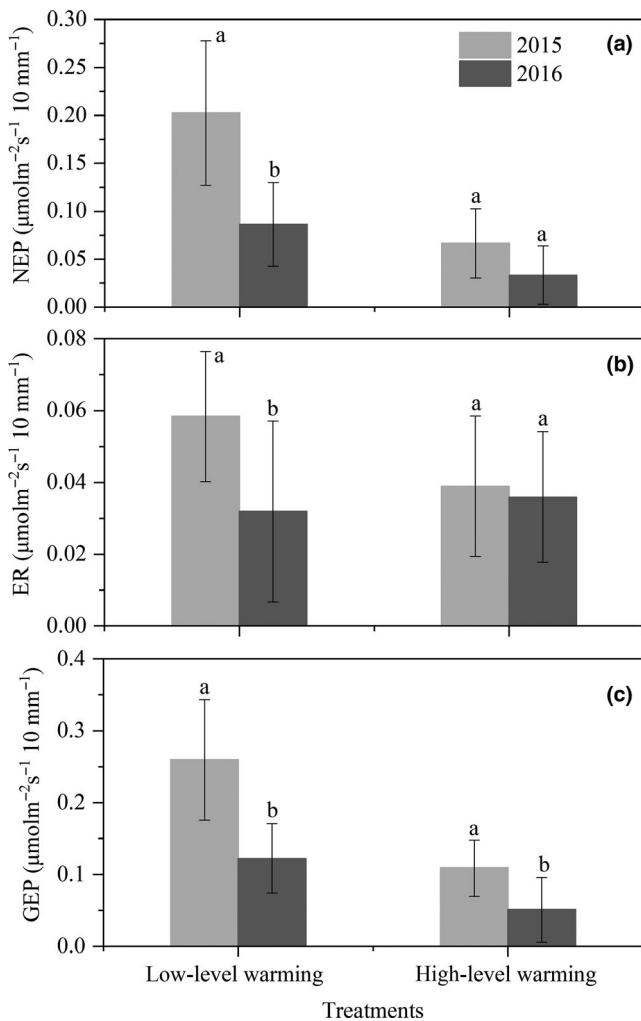 0.30
a
2015
(a)
0.25
2016
0.20
0.15
b
a
0.10
a
0.05
0.00
NEP (μmolm⁻²s⁻¹ 10 mm⁻¹)
0.08
a
(b)
0.06
b
a
a
0.04
0.02
0.00
ER (μmolm⁻²s⁻¹ 10 mm⁻¹)
0.4
a
(c)
0.3
0.2
b
a
0.1
b
0.0
GEP (μmolm⁻²s⁻¹ 10 mm⁻¹)
Low-level warming High-level warming
Treatments